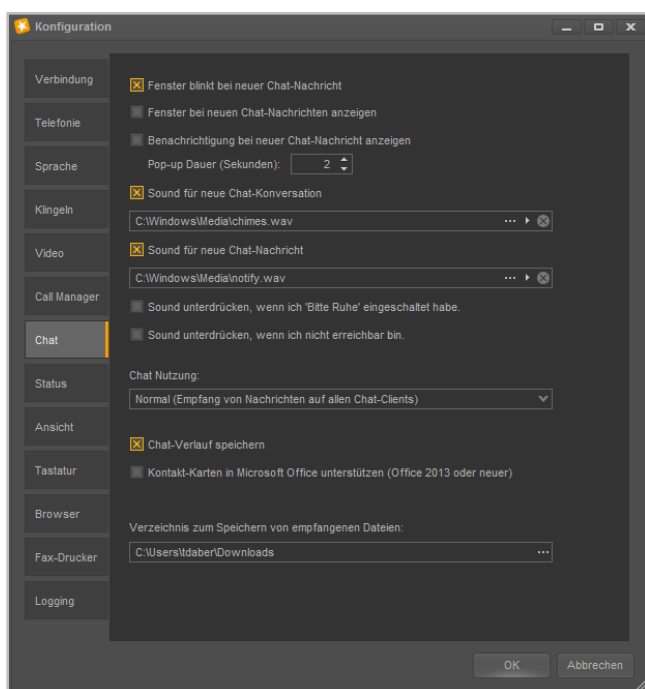 Konfiguration
Verbindung
Telefonie
Sprache
Klingeln
Video
Call Manager
Chat
Status
Ansicht
Tastatur
Browser
Fax-Drucker
Logging
Fenster blinkt bei neuer Chat-Nachricht
Fenster bei neuen Chat-Nachrichten anzeigen
Benachrichtigung bei neuer Chat-Nachricht anzeigen
Pop-up Dauer (Sekunden): 2
Sound für neue Chat-Konversation
C:\Windows\Media\chimes.wav
Sound für neue Chat-Nachricht
C:\Windows\Media\notify.wav
Sound unterdrücken, wenn ich 'Bitte Ruhe' eingeschaltet habe.
Sound unterdrücken, wenn ich nicht erreichbar bin.
Chat Nutzung:
Normal (Empfang von Nachrichten auf allen Chat-Clients)
Chat-Verlauf speichern
Kontakt-Karten in Microsoft Office unterstützen (Office 2013 oder neuer)
Verzeichnis zum Speichern von empfangenen Dateien:
C:\Users\tdaber\Downloads
OK
Abbrechen